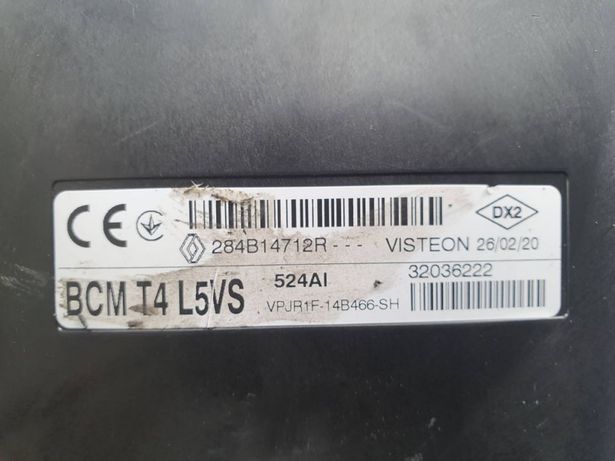 CE
DX2
284B14712R - - - VISTEON 26/02/20
BCM T4 L5VS 524AI 32036222
VPJR1F-14B466-SH